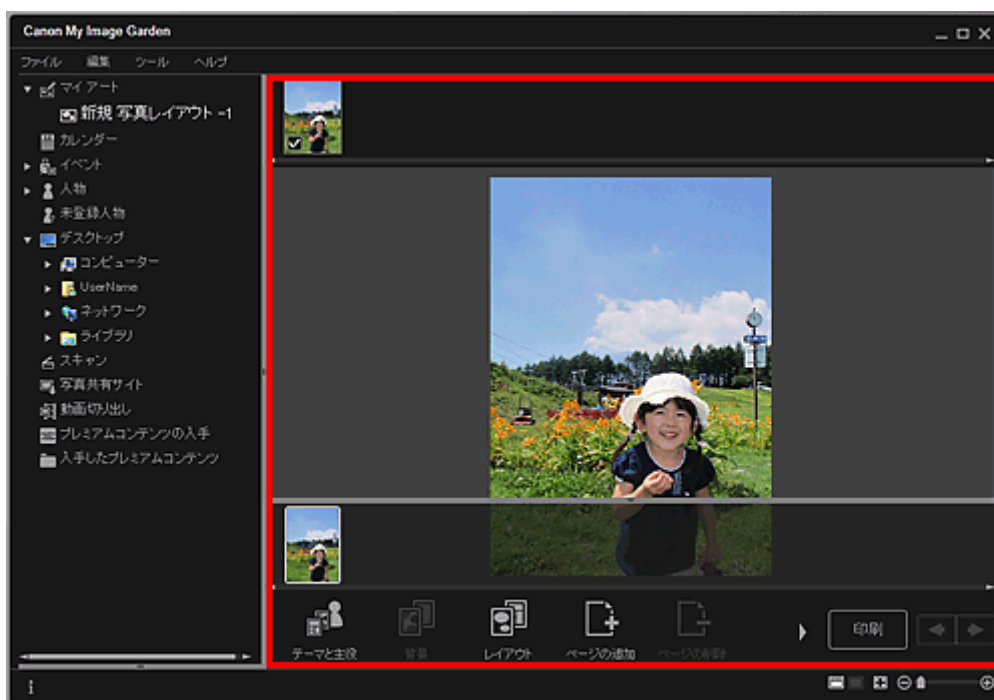 Canon My Image Garden
ファイル 編集 ツール ヘルプ
マイ アート
新規 写真レイアウト -1
カレンダー
イベント
人物
未登録人物
デスクトップ
コンピューター
UserName
ネットワーク
ライブラリ
スキャン
写真共有サイト
動画切り出し
プレミアムコンテンツの入手
入手したプレミアムコンテンツ
テーマと主役 背景 レイアウト ページの追加 ページの削除 印刷